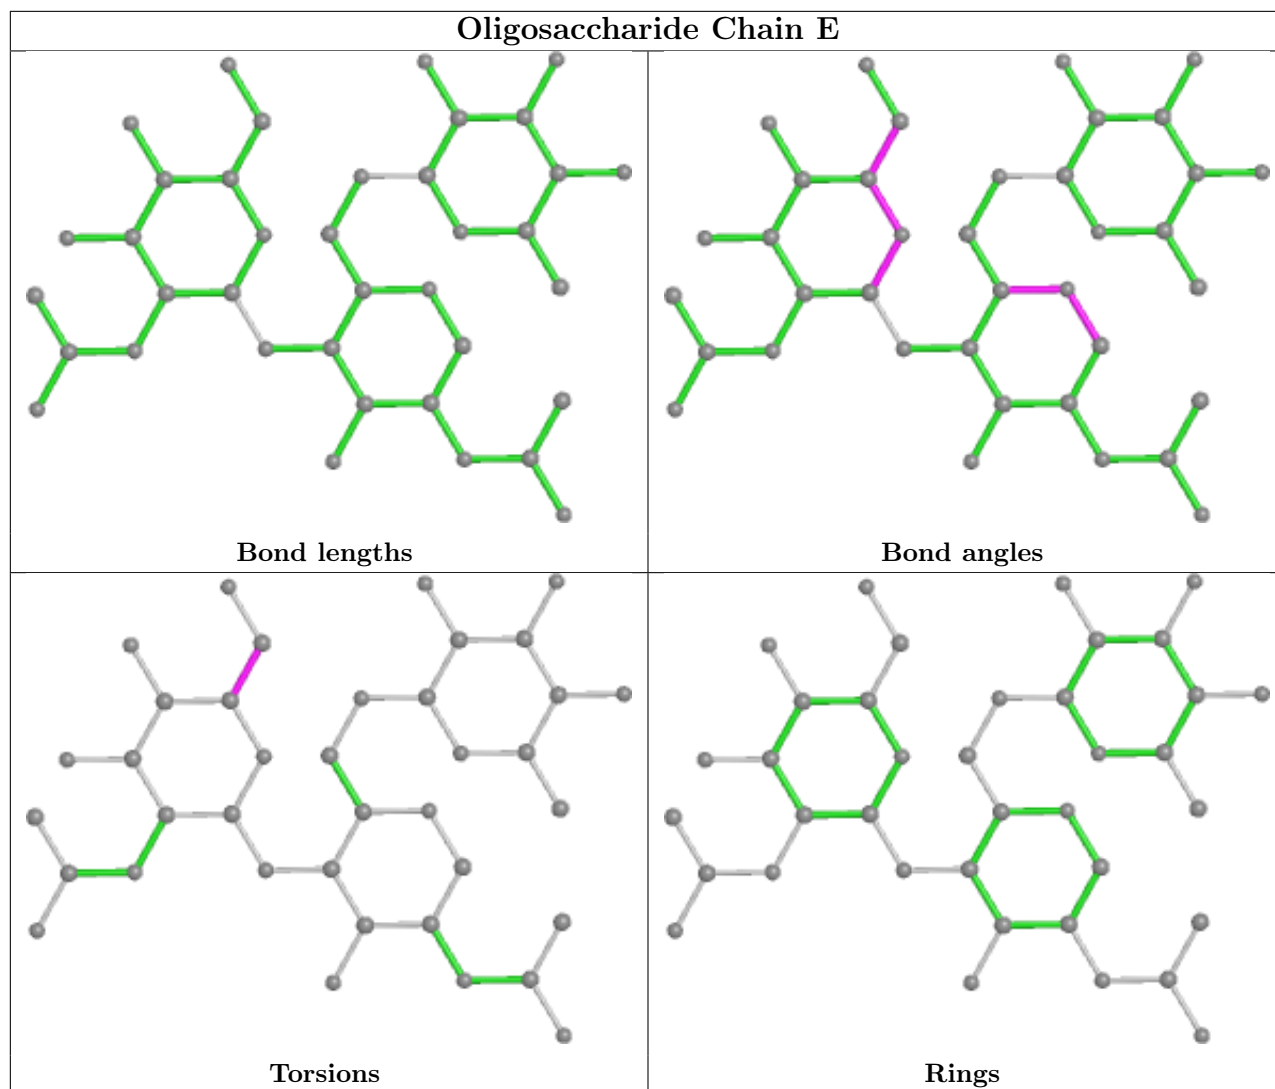 Oligosaccharide Chain E
Bond lengths
Bond angles
Torsions
Rings